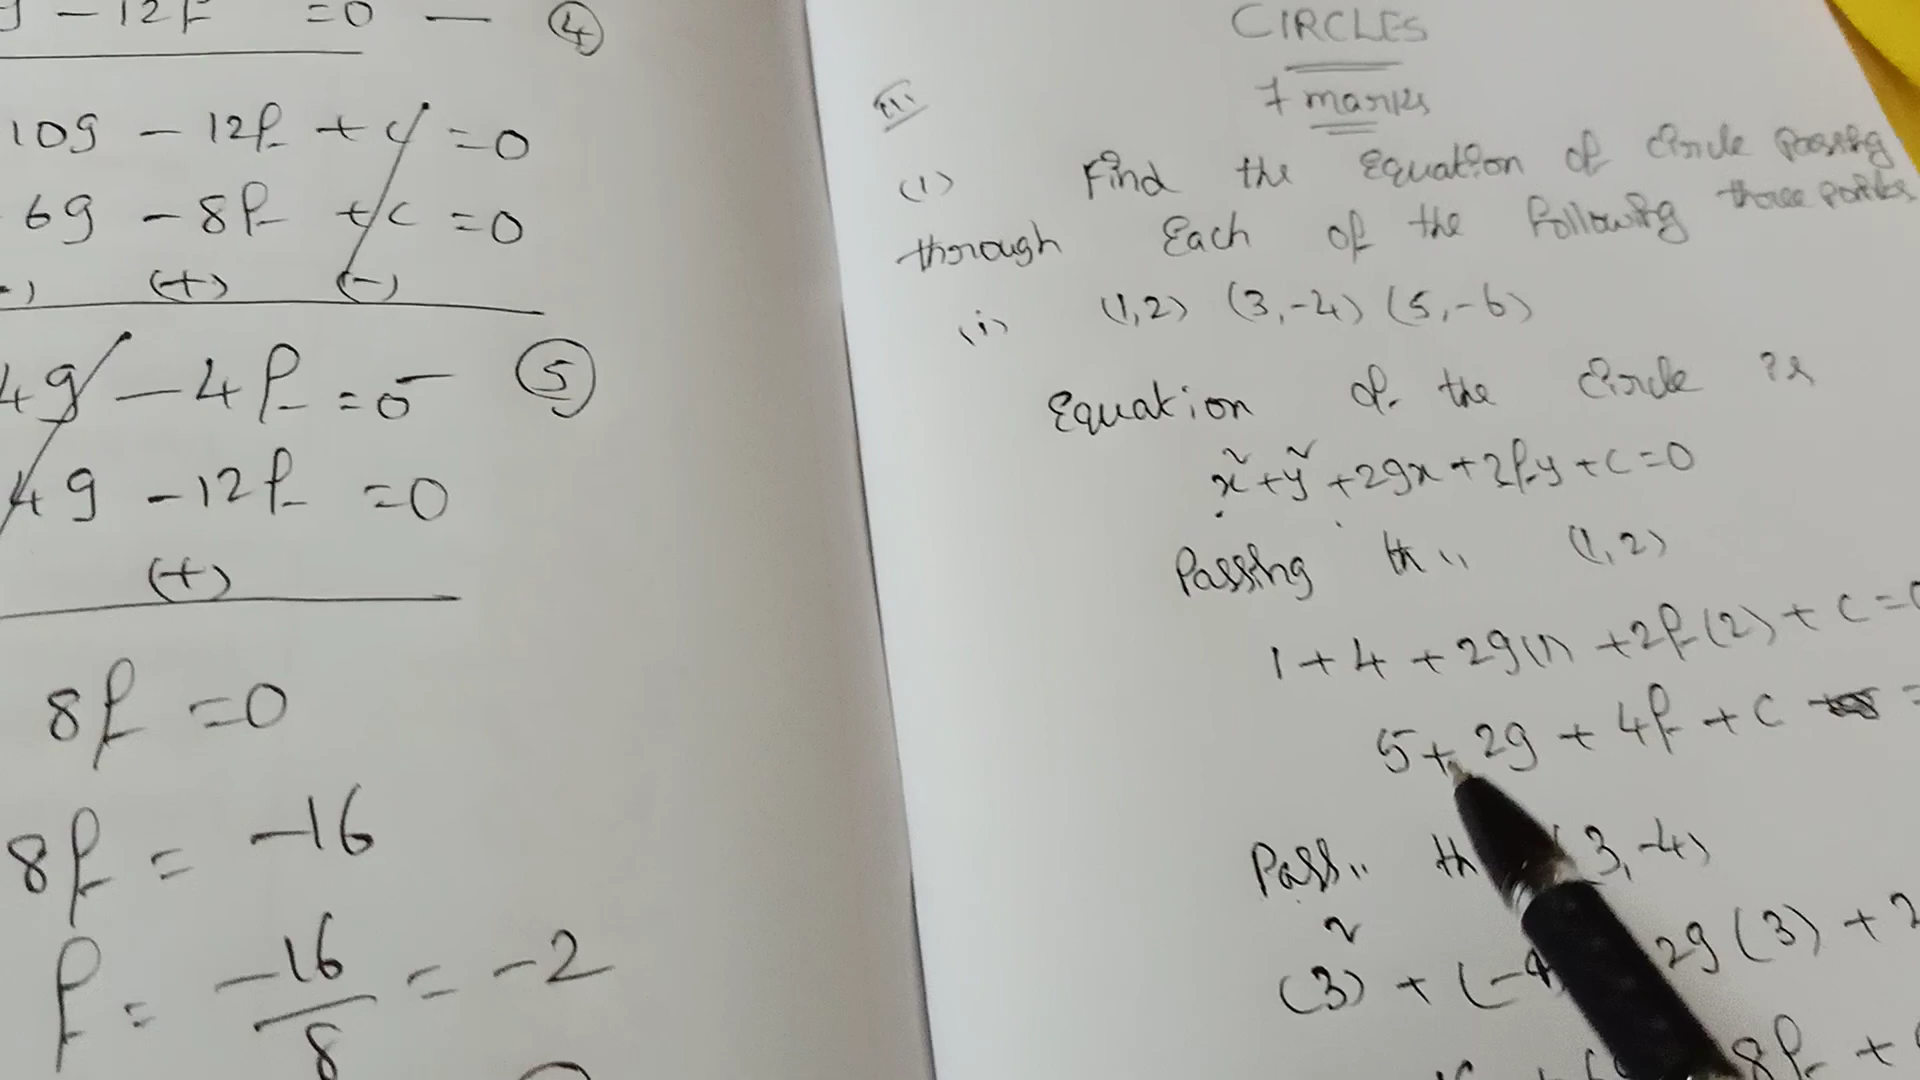 - 12f = 0 — ④
10g - 12f + c = 0
6g - 8f + c = 0
(+) (-)
4g - 4f = 0 ⑤
4g - 12f = 0
(+)
8f = 0
8f = -16
f = -16/8 = -2
CIRCLES
7 marks
III.
(1) Find the Equation of circle passing
through Each of the following three points
(i) (1,2) (3,-4) (5,-6)
Equation of the circle is
x²+y²+2gx+2fy+c=0
Passing th" (1,2)
1+4+2g(1)+2f(2)+c=0
5+2g+4f+c =
Pass" th (3,-4)
(3)²+(-4 2g(3)+2
8f+